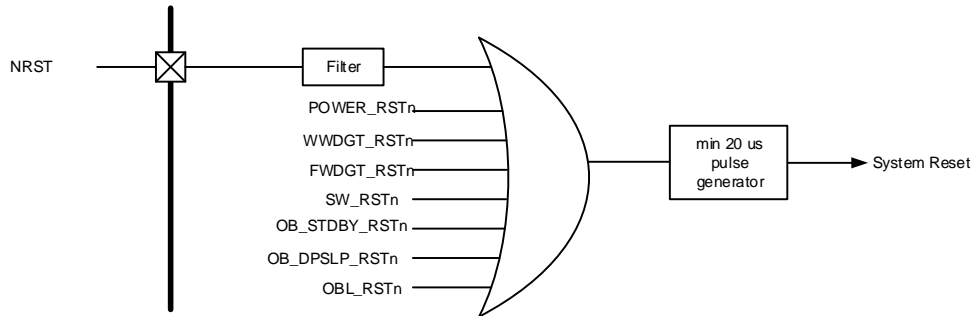 NRST
Filter
POWER_RSTn
WWDGT_RSTn
FWDGT_RSTn
SW_RSTn
OB_STDBY_RSTn
OB_DPSLP_RSTn
OBL_RSTn
min 20 us
pulse
generator
System Reset